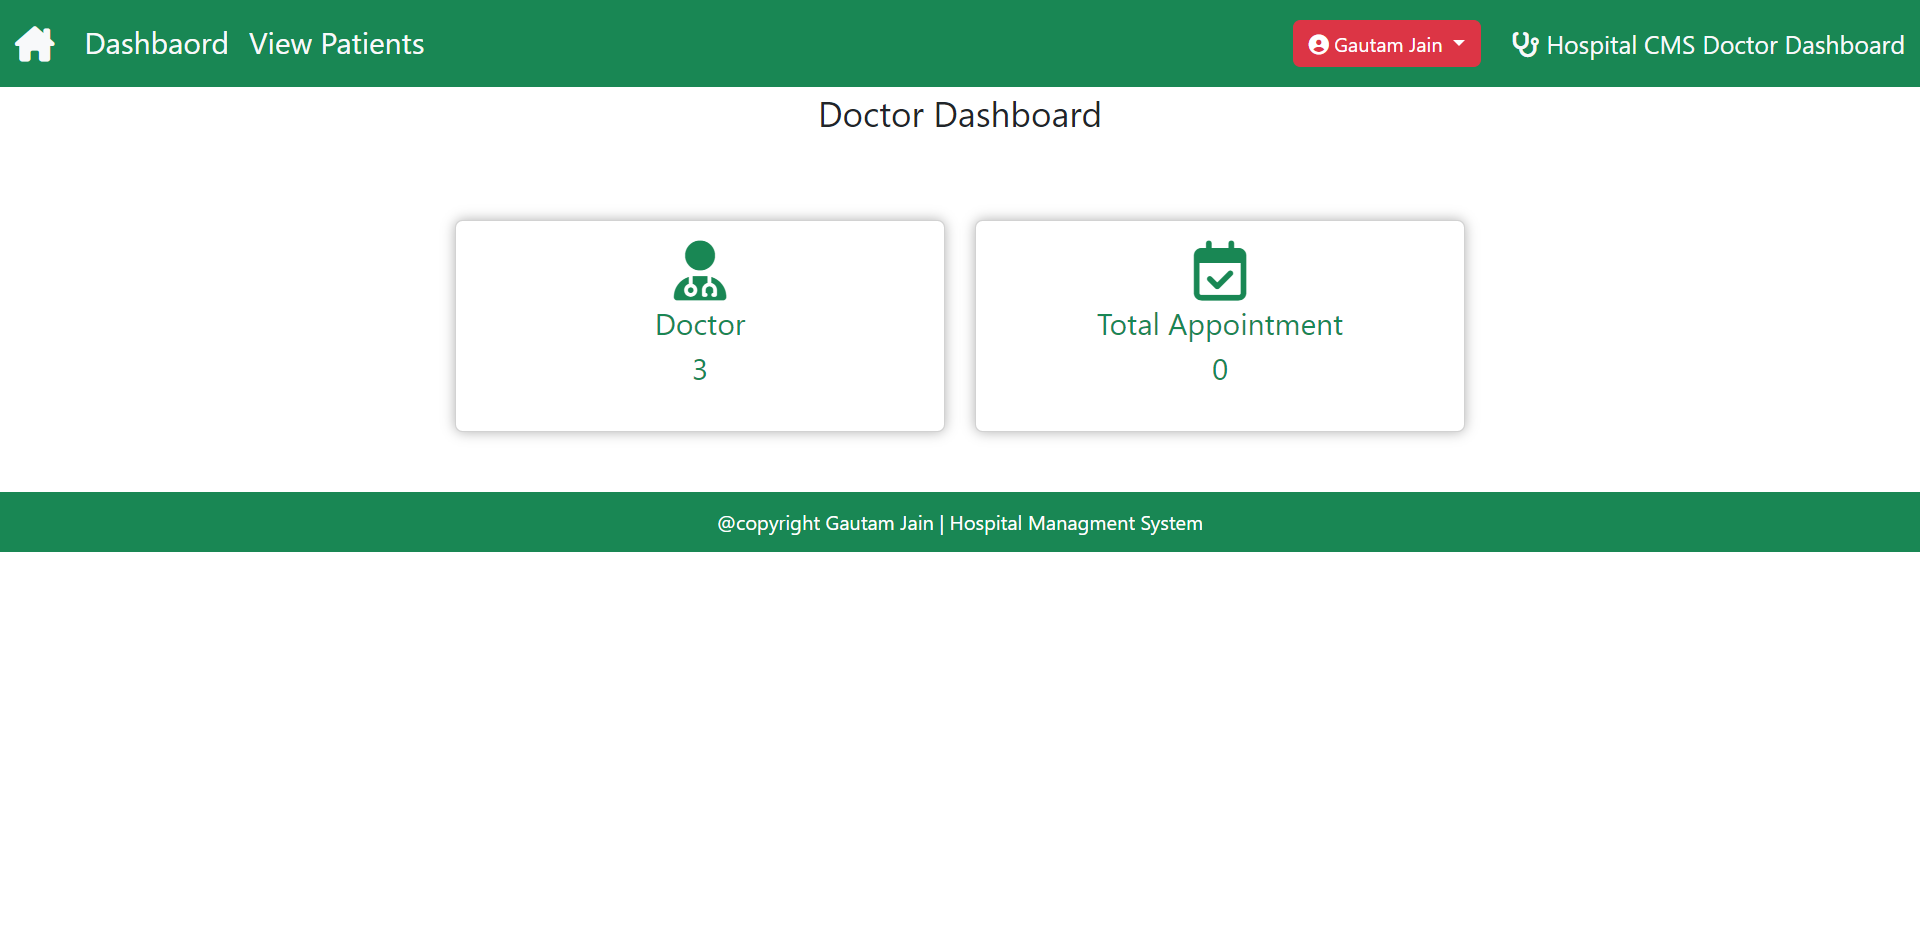 Dashbaord View Patients Gautam Jain Hospital CMS Doctor Dashboard
Doctor Dashboard
Doctor
3
Total Appointment
0
@copyright Gautam Jain | Hospital Managment System